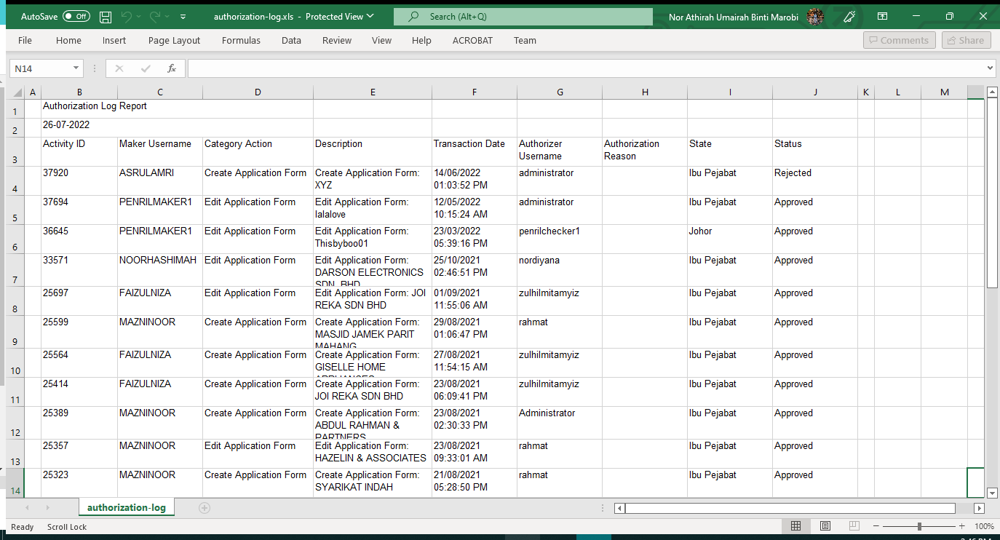 AutoSave Off authorization-log.xls - Protected View Search (Alt+Q) Nor Athirah Umairah Binti Marobi
File Home Insert Page Layout Formulas Data Review View Help ACROBAT Team Comments Share
N14 fx
A B C D E F G H I J K L M
1 Authorization Log Report
2 26-07-2022
3 Activity ID Maker Username Category Action Description Transaction Date Authorizer Authorization State Status
Username Reason
4 37920 ASRULAMRI Create Application Form Create Application Form: 14/06/2022 administrator Ibu Pejabat Rejected
XYZ 01:03:52 PM
5 37694 PENRILMAKER1 Edit Application Form Edit Application Form: 12/05/2022 administrator Ibu Pejabat Approved
lalalove 10:15:24 AM
6 36645 PENRILMAKER1 Edit Application Form Edit Application Form: 23/03/2022 penrilchecker1 Johor Approved
Thisbyboo01 05:39:16 PM
7 33571 NOORHASHIMAH Edit Application Form Edit Application Form: 25/10/2021 nordiyana Ibu Pejabat Approved
DARSON ELECTRONICS 02:46:51 PM
SDN. BHD
8 25697 FAIZULNIZA Edit Application Form Edit Application Form: JOI 01/09/2021 zulhilmitamyiz Ibu Pejabat Approved
REKA SDN BHD 11:55:06 AM
9 25599 MAZNINOOR Create Application Form Create Application Form: 29/08/2021 rahmat Ibu Pejabat Approved
MASJID JAMEK PARIT 01:06:47 PM
MAHANG
10 25564 FAIZULNIZA Create Application Form Create Application Form: 27/08/2021 zulhilmitamyiz Ibu Pejabat Approved
GISELLE HOME 11:54:15 AM
11 25414 FAIZULNIZA Create Application Form Create Application Form: 23/08/2021 zulhilmitamyiz Ibu Pejabat Approved
JOI REKA SDN BHD 06:09:41 PM
12 25389 MAZNINOOR Create Application Form Create Application Form: 23/08/2021 Administrator Ibu Pejabat Approved
ABDUL RAHMAN & 02:30:33 PM
PARTNERS
13 25357 MAZNINOOR Edit Application Form Edit Application Form: 23/08/2021 rahmat Ibu Pejabat Approved
HAZELIN & ASSOCIATES 09:33:01 AM
14 25323 MAZNINOOR Create Application Form Create Application Form: 21/08/2021 rahmat Ibu Pejabat Approved
SYARIKAT INDAH 05:28:50 PM
authorization-log
Ready Scroll Lock 100%